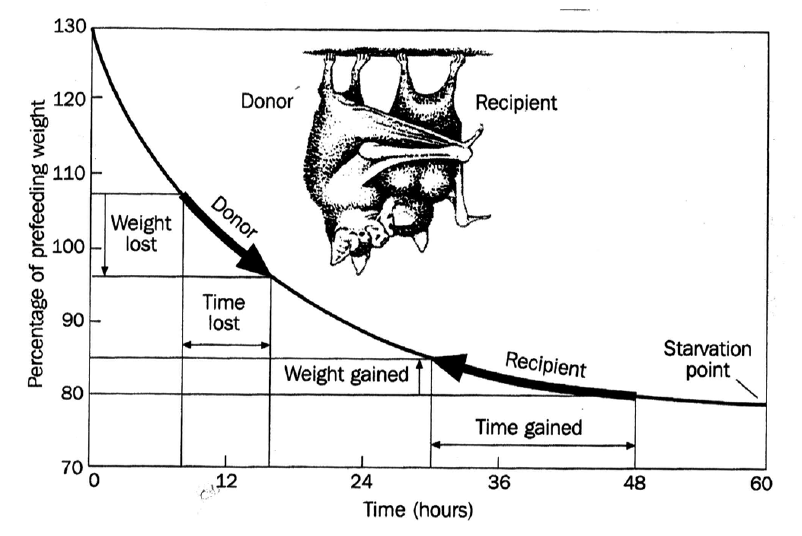 Percentage of prefeeding weight
130
120
110
100
90
80
70
Donor
Recipient
Donor
Weight
lost
Time
lost
Weight gained
Recipient
Starvation
point
Time gained
0
12
24
36
48
60
Time (hours)